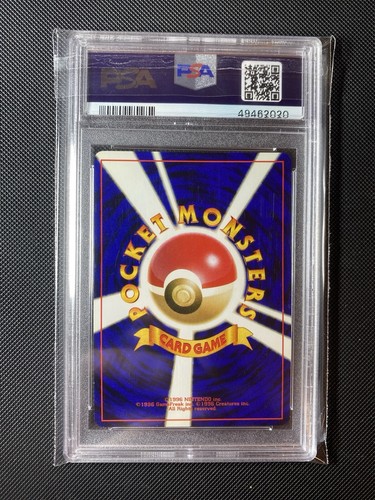 PSA
PSA
49462020
POCKET MONSTERS
CARD GAME
©1996 NINTENDO inc.
©1996 GameFreak inc. ©1996 Creatures inc.
All Rights reserved.